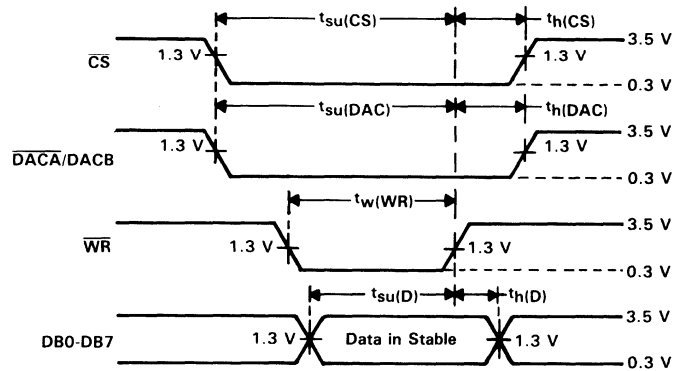 tsu(CS) th(CS)
CS 1.3 V 1.3 V 3.5 V
0.3 V
tsu(DAC) th(DAC)
DACA/DACB 1.3 V 1.3 V 3.5 V
0.3 V
tw(WR)
WR 1.3 V 1.3 V 3.5 V
0.3 V
tsu(D) th(D)
DB0-DB7 1.3 V Data in Stable 1.3 V 3.5 V
0.3 V